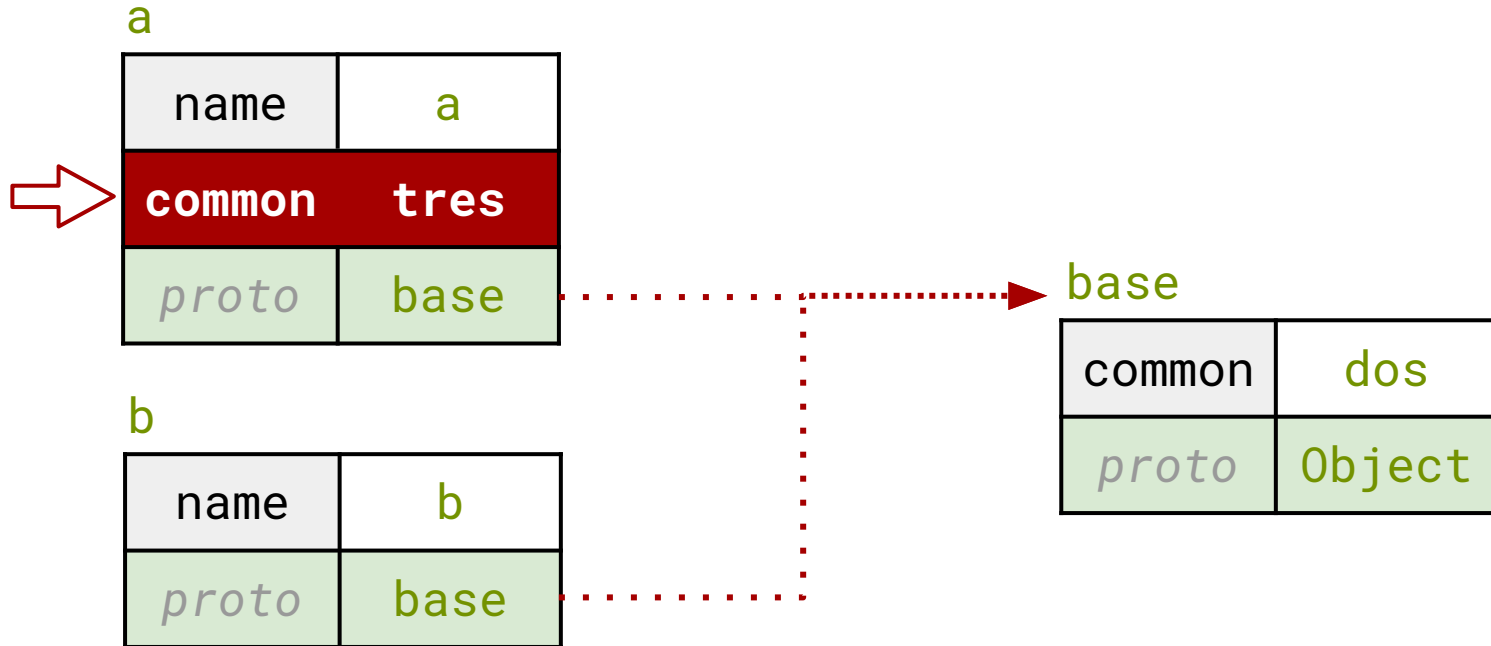 a
name a
common tres
proto base
b
name b
proto base
base
common dos
proto Object